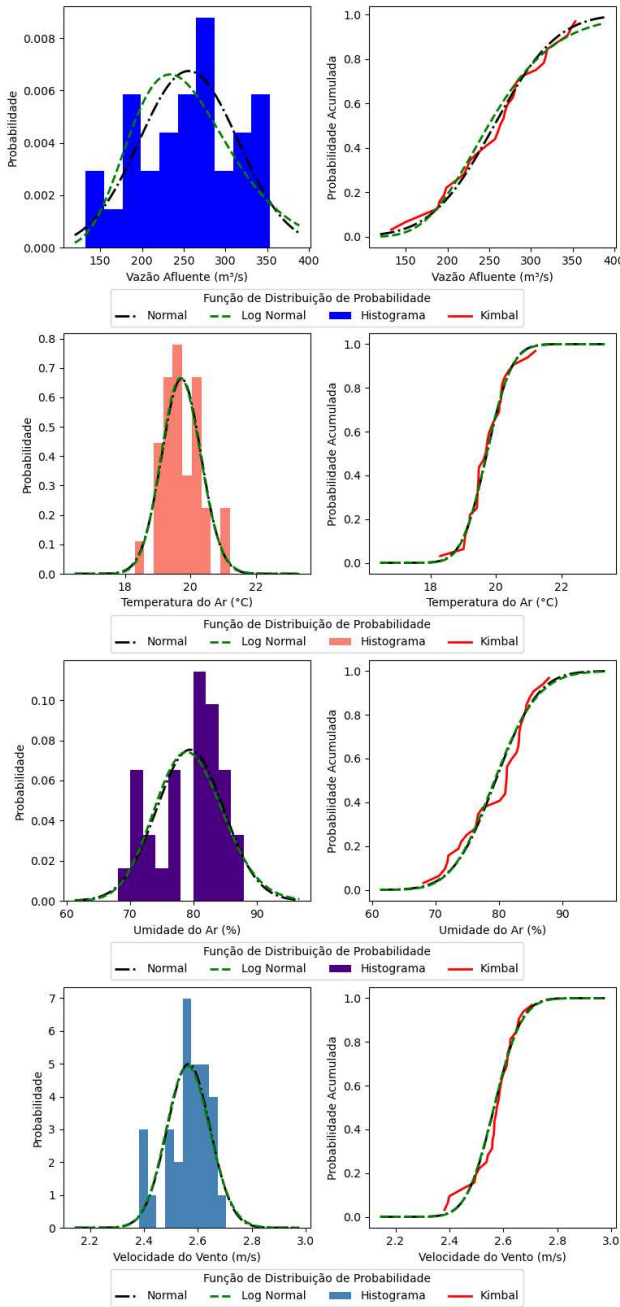 Probabilidade
0.008
0.006
0.004
0.002
0.000
150 200 250 300 350 400
Vazão Afluente (m³/s)
Probabilidade Acumulada
1.0
0.8
0.6
0.4
0.2
0.0
150 200 250 300 350 400
Vazão Afluente (m³/s)
Função de Distribuição de Probabilidade
Normal Log Normal Histograma Kimbal
Probabilidade
0.8
0.7
0.6
0.5
0.4
0.3
0.2
0.1
0.0
18 20 22
Temperatura do Ar (°C)
Probabilidade Acumulada
1.0
0.8
0.6
0.4
0.2
0.0
18 20 22
Temperatura do Ar (°C)
Função de Distribuição de Probabilidade
Normal Log Normal Histograma Kimbal
Probabilidade
0.10
0.08
0.06
0.04
0.02
0.00
60 70 80 90
Umidade do Ar (%)
Probabilidade Acumulada
1.0
0.8
0.6
0.4
0.2
0.0
60 70 80 90
Umidade do Ar (%)
Função de Distribuição de Probabilidade
Normal Log Normal Histograma Kimbal
Probabilidade
7
6
5
4
3
2
1
0
2.2 2.4 2.6 2.8 3.0
Velocidade do Vento (m/s)
Probabilidade Acumulada
1.0
0.8
0.6
0.4
0.2
0.0
2.2 2.4 2.6 2.8 3.0
Velocidade do Vento (m/s)
Função de Distribuição de Probabilidade
Normal Log Normal Histograma Kimbal